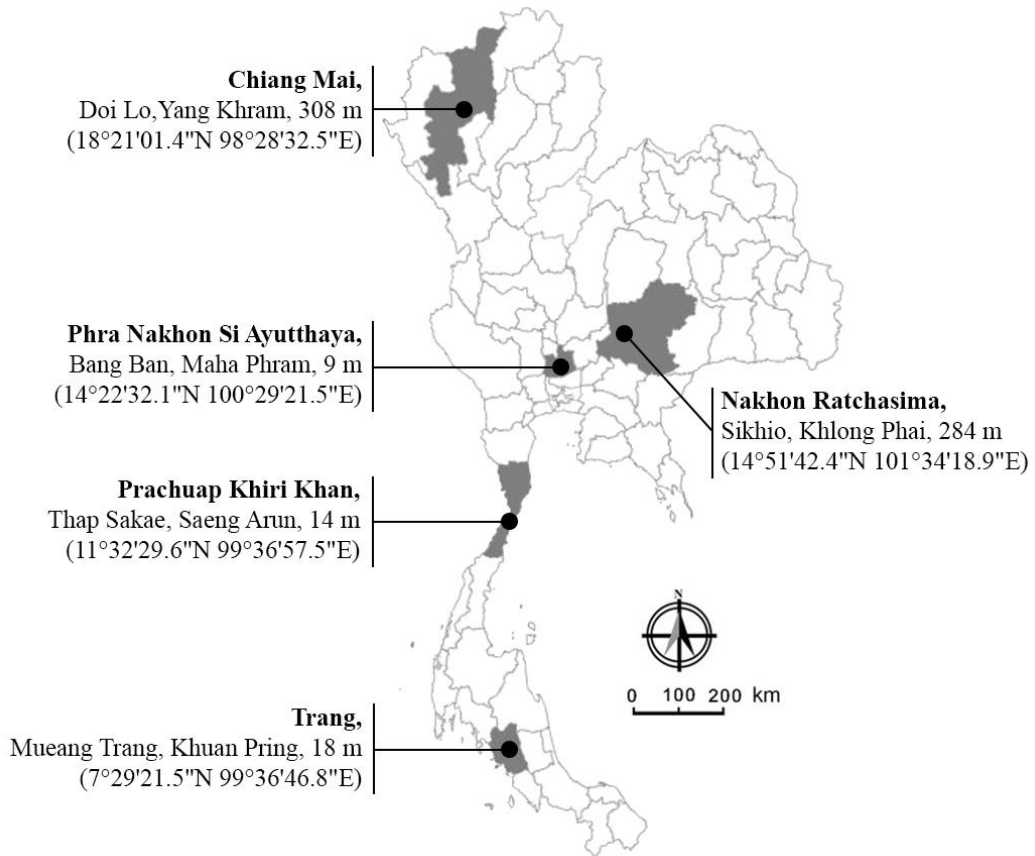 Chiang Mai,
Doi Lo,Yang Khram, 308 m
(18°21'01.4"N 98°28'32.5"E)
Phra Nakhon Si Ayutthaya,
Bang Ban, Maha Phram, 9 m
(14°22'32.1"N 100°29'21.5"E)
Nakhon Ratchasima,
Sikhio, Khlong Phai, 284 m
(14°51'42.4"N 101°34'18.9"E)
Prachuap Khiri Khan,
Thap Sakae, Saeng Arun, 14 m
(11°32'29.6"N 99°36'57.5"E)
N
0 100 200 km
Trang,
Mueang Trang, Khuan Pring, 18 m
(7°29'21.5"N 99°36'46.8"E)